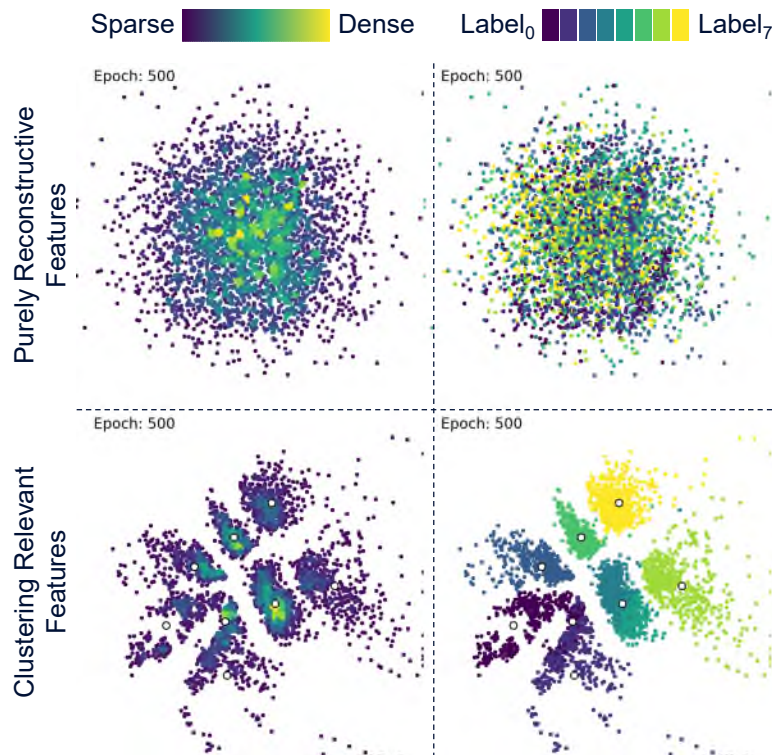 Sparse Dense Label₀ Label₇
Epoch: 500 Epoch: 500
Purely Reconstructive
Features
Epoch: 500 Epoch: 500
Clustering Relevant
Features